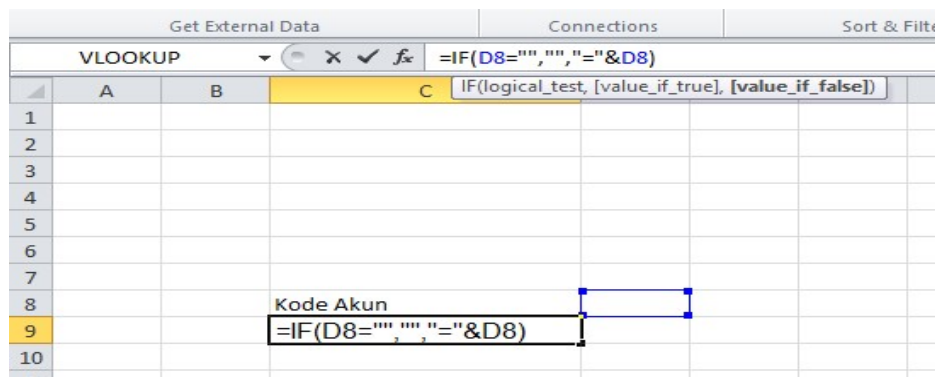 Get External Data Connections Sort & Filte
VLOOKUP fx =IF(D8="","","="&D8)
IF(logical_test, [value_if_true], [value_if_false])
A B C
1
2
3
4
5
6
7
8 Kode Akun
9 =IF(D8="","","="&D8)
10